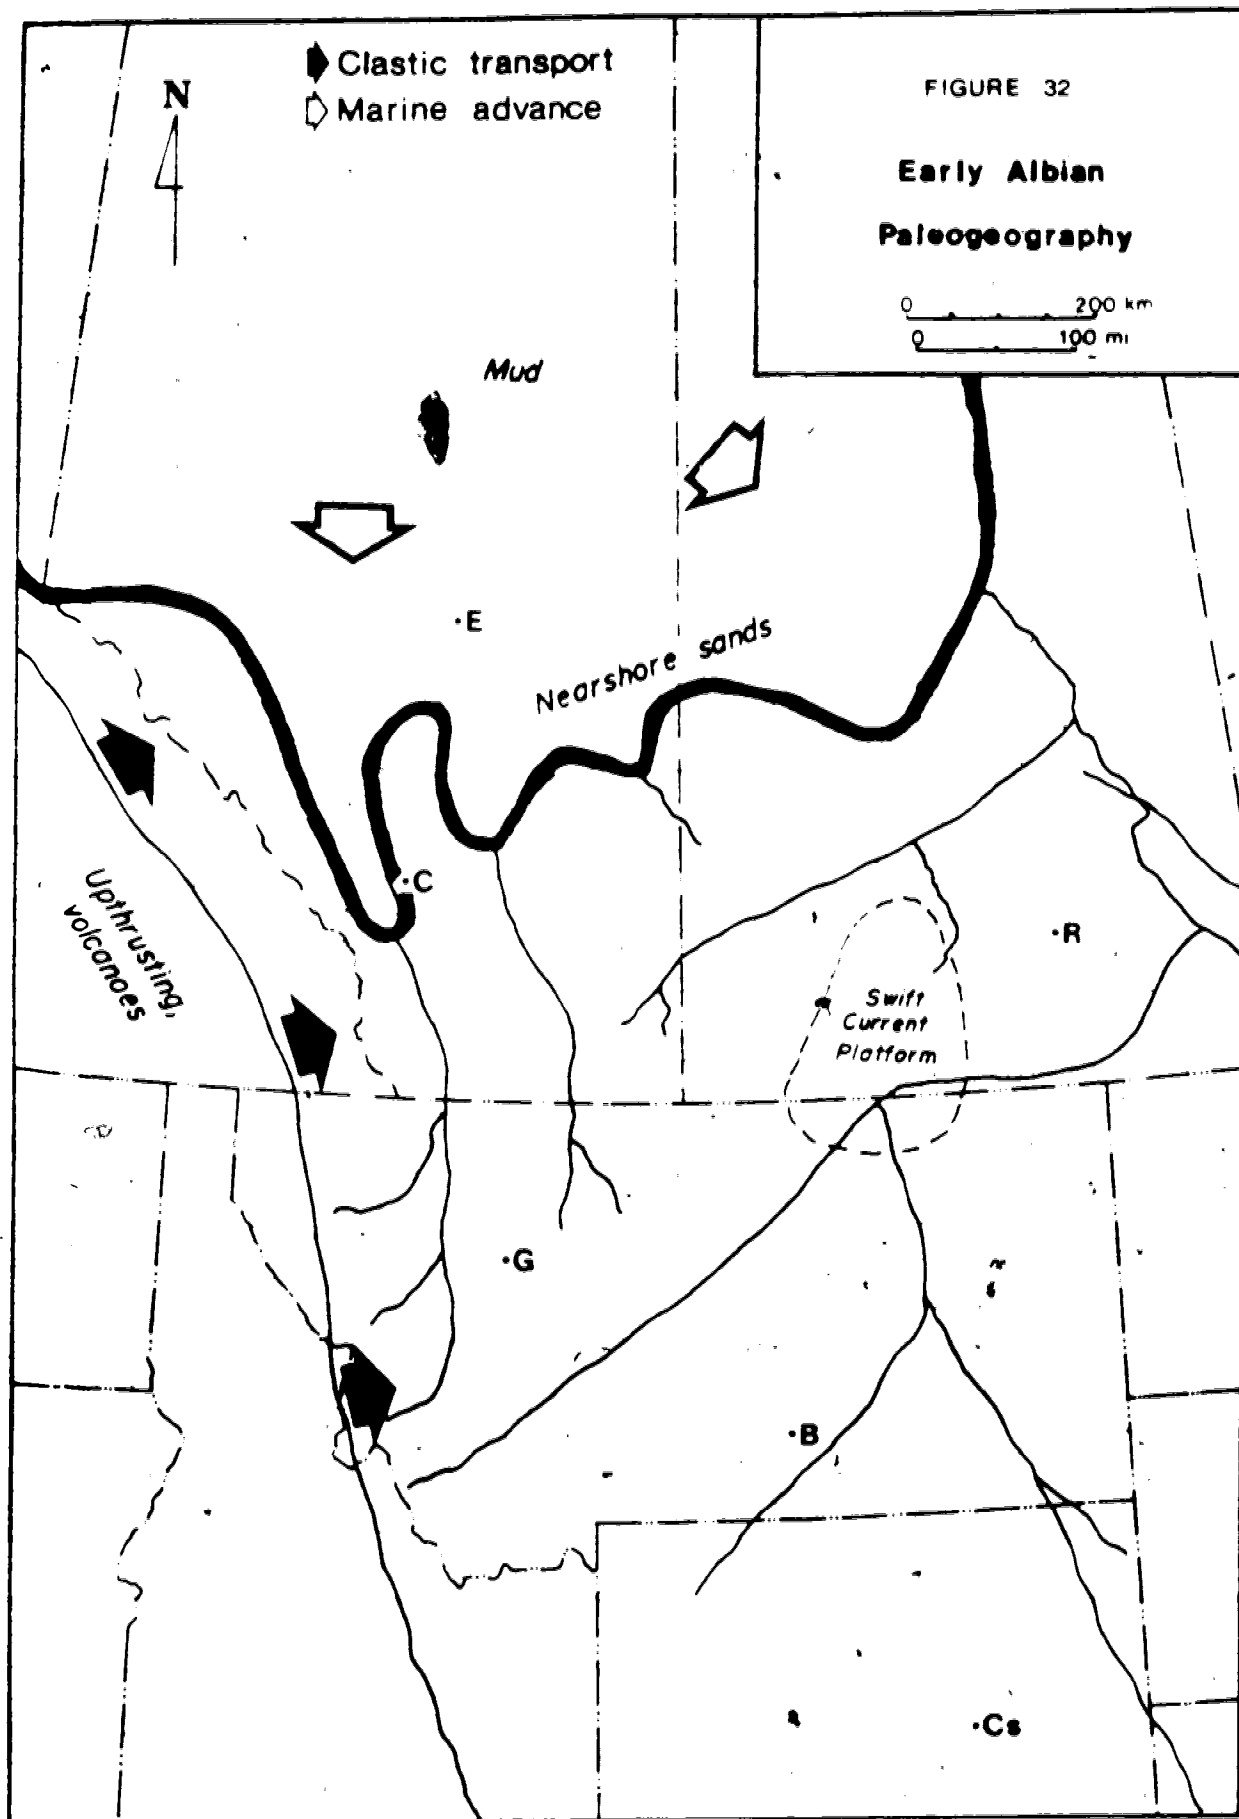 Clastic transport
Marine advance
N
FIGURE 32
Early Albian
Paleogeography
0 200 km
0 100 mi
Mud
E
Nearshore sands
C
Upthrusting,
volcanoes
R
Swift
Current
Platform
G
B
Cs